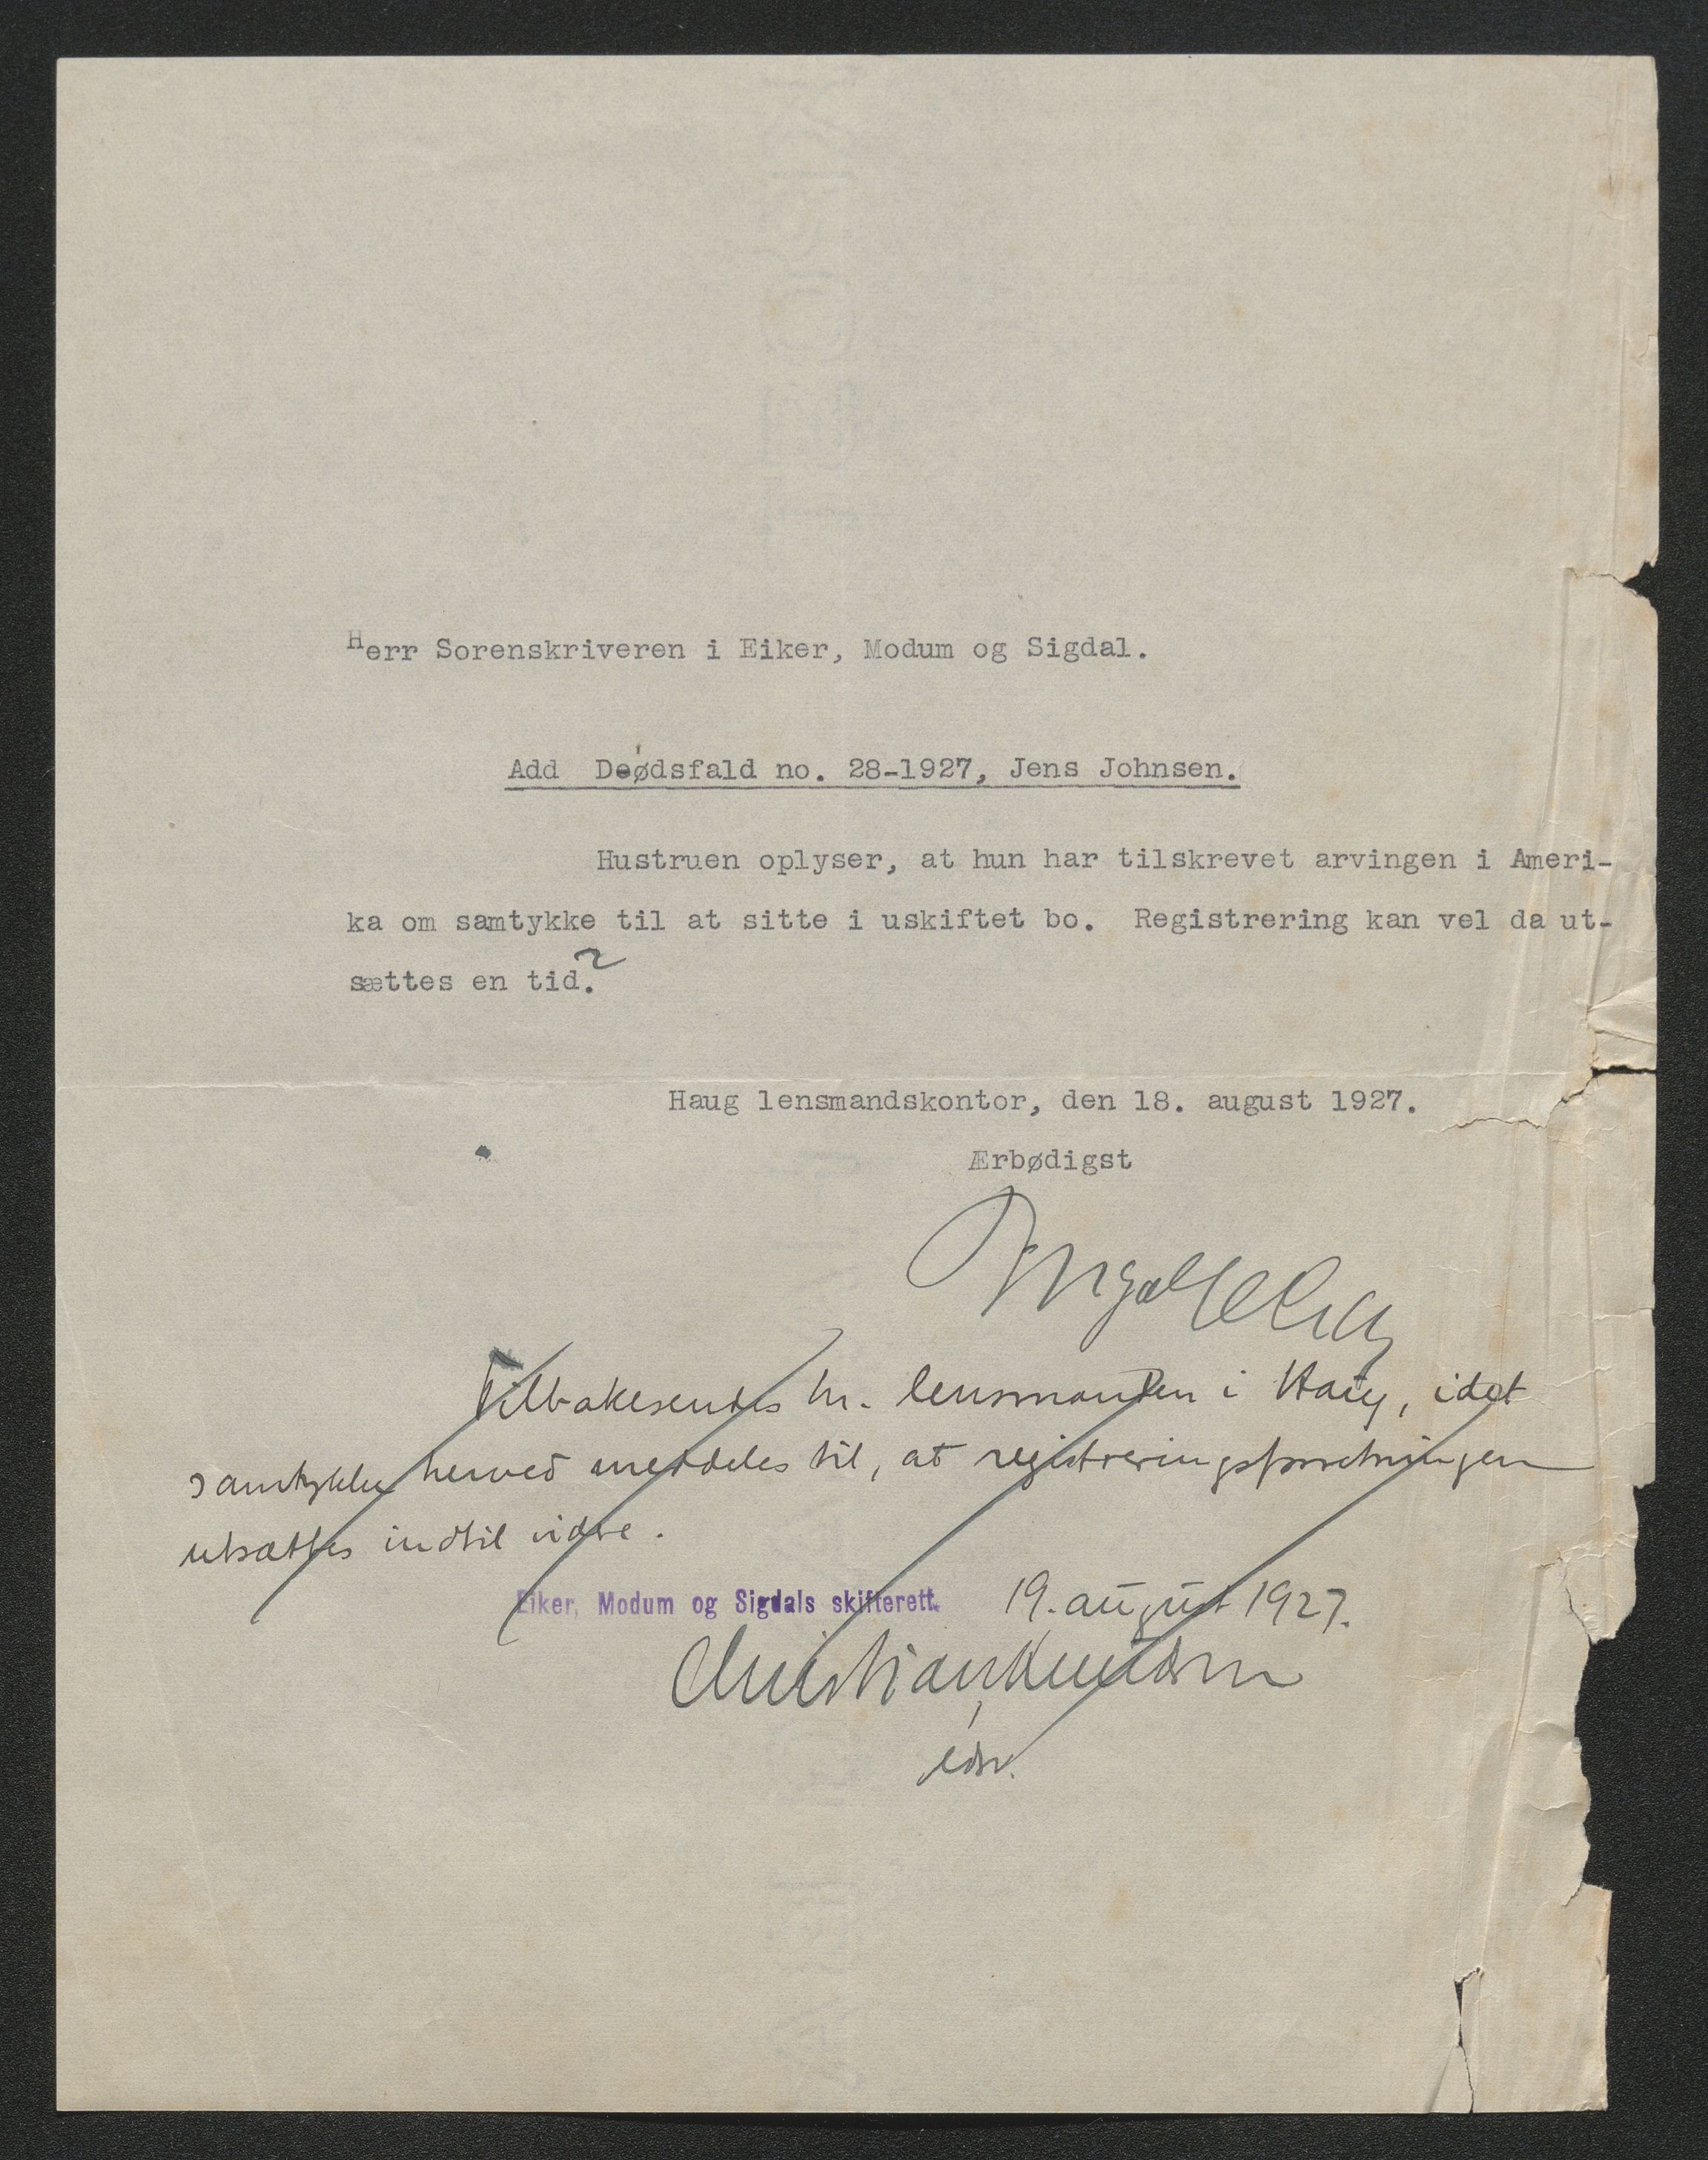 Herr Sorenskriveren i Eiker, Modum og Sigdal.
Add Deødsfald no. 28-1927, Jens Johnsen.
Hustruen oplyser, at hun har tilskrevet arvingen i Ameri-
ka om samtykke til at sitte i uskiftet bo. Registrering kan vel da ut-
sættes en tid?
Haug lensmandskontor, den 18. august 1927.
Ærbødigst
Tilbakesendes hr. lensmanden i Haug, idet
samtykke herved meddeles til, at registreringsforretningen
utsættes indtil videre.
Eiker, Modum og Sigdals skifterett. 19. august 1927.
Christian Knudsen